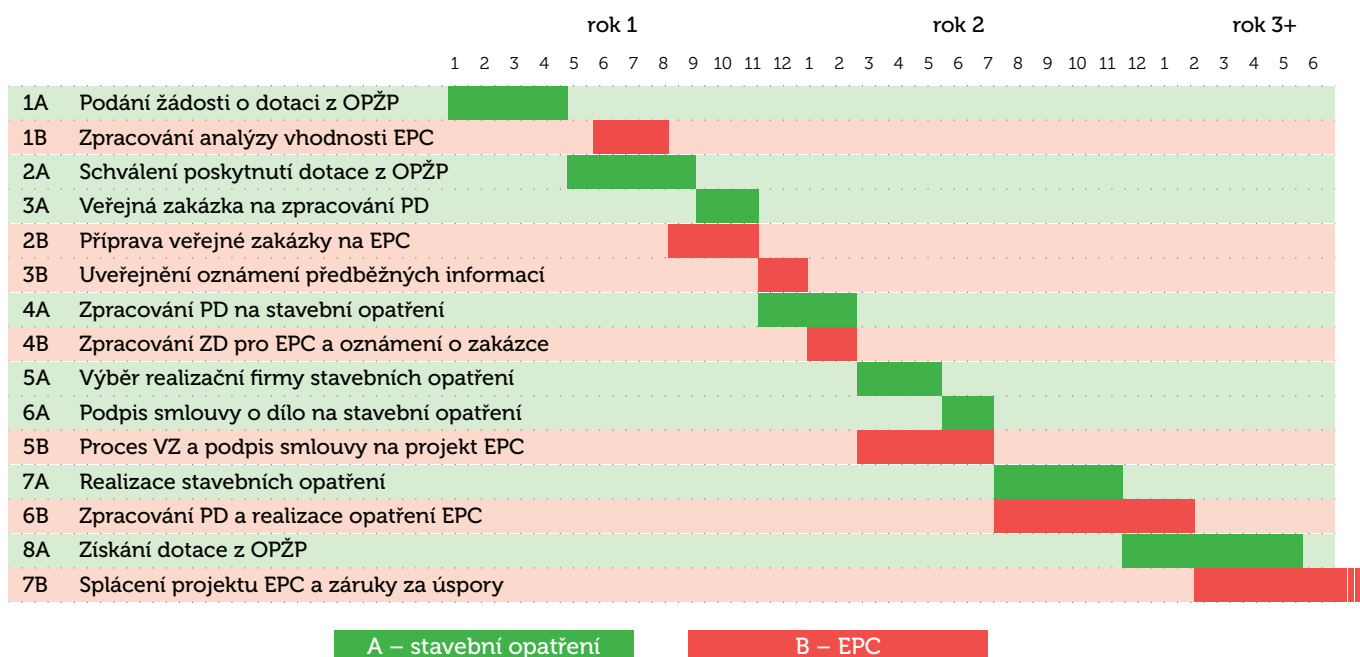 rok 1 rok 2 rok 3+
1 2 3 4 5 6 7 8 9 10 11 12 1 2 3 4 5 6 7 8 9 10 11 12 1 2 3 4 5 6
1A Podání žádosti o dotaci z OPŽP
1B Zpracování analýzy vhodnosti EPC
2A Schválení poskytnutí dotace z OPŽP
3A Veřejná zakázka na zpracování PD
2B Příprava veřejné zakázky na EPC
3B Uveřejnění oznámení předběžných informací
4A Zpracování PD na stavební opatření
4B Zpracování ZD pro EPC a oznámení o zakázce
5A Výběr realizační firmy stavebních opatření
6A Podpis smlouvy o dílo na stavební opatření
5B Proces VZ a podpis smlouvy na projekt EPC
7A Realizace stavebních opatření
6B Zpracování PD a realizace opatření EPC
8A Získání dotace z OPŽP
7B Splácení projektu EPC a záruky za úspory
A – stavební opatření B – EPC